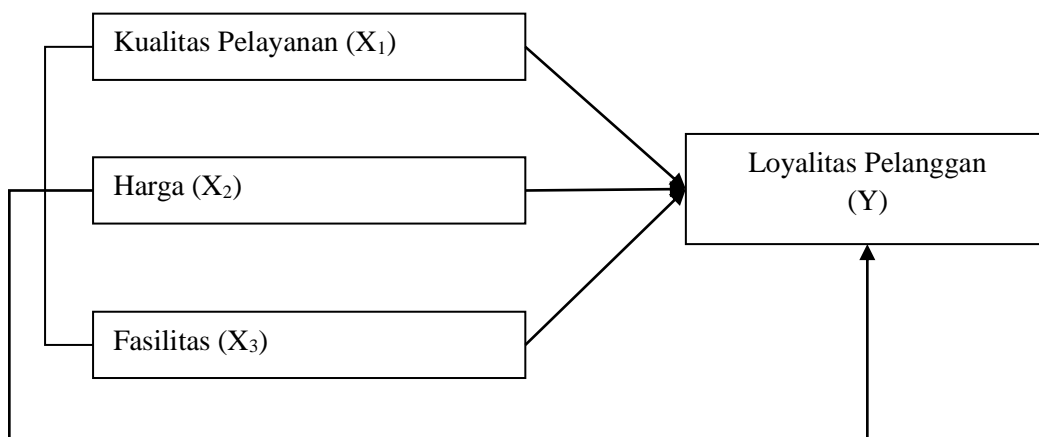 Kualitas Pelayanan (X₁)
Harga (X₂)
Loyalitas Pelanggan
(Y)
Fasilitas (X₃)